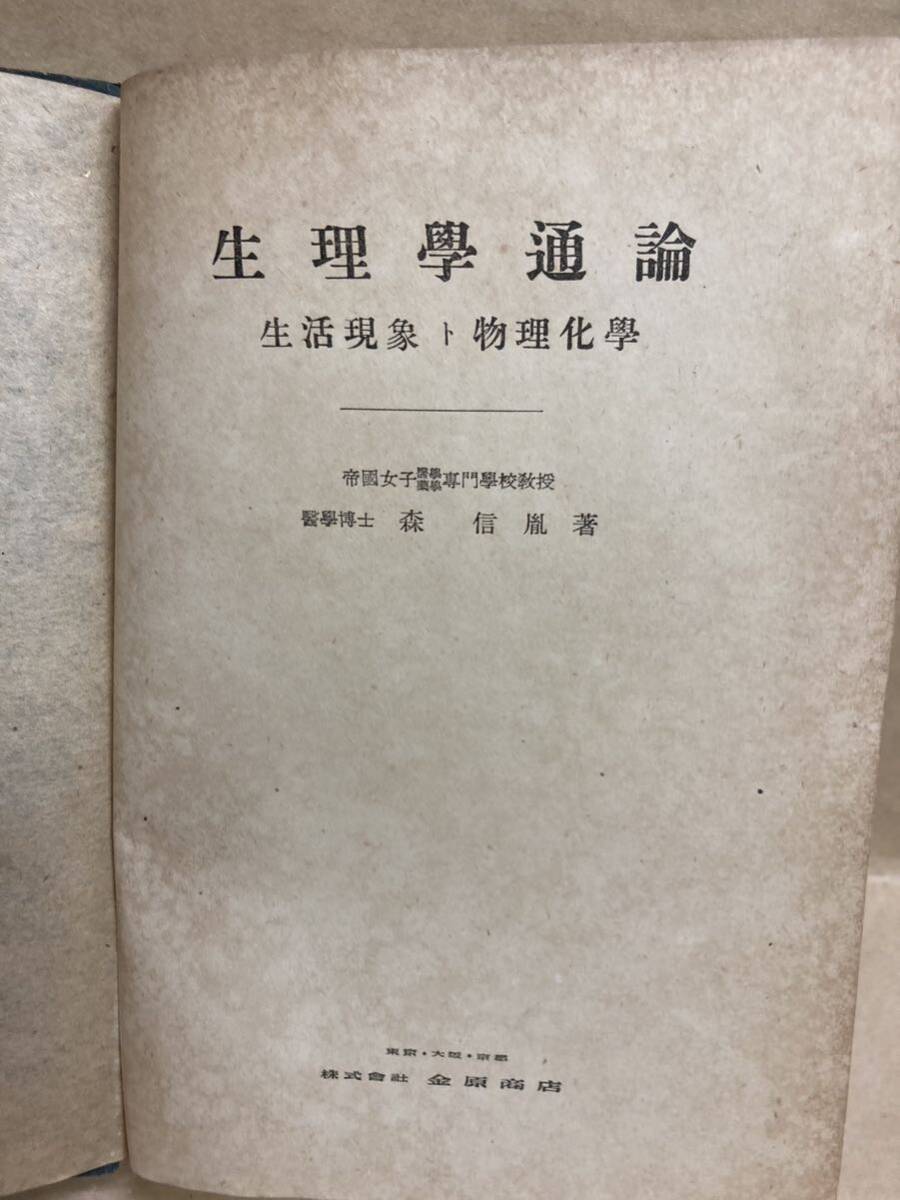 生理學通論
生活現象ト物理化學
帝國女子醫學藥學專門學校敎授
醫學博士 森 信胤 著
東京・大阪・京都
株式會社 金原商店